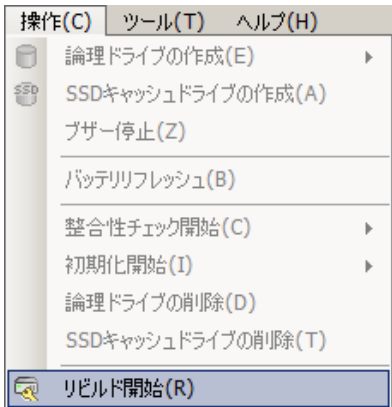 操作(C) ツール(T) ヘルプ(H)
論理ドライブの作成(E)
SSD SSDキャッシュドライブの作成(A)
ブザー停止(Z)
バッテリリフレッシュ(B)
整合性チェック開始(C)
初期化開始(I)
論理ドライブの削除(D)
SSDキャッシュドライブの削除(T)
リビルド開始(R)